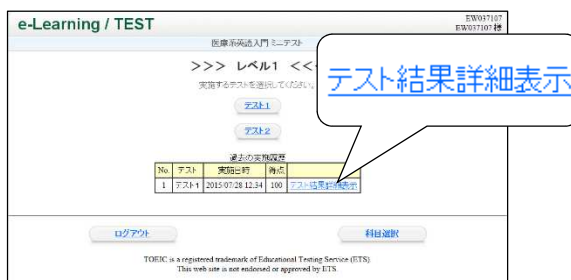 e-Learning / TEST
EW037107
EW037107 様
医療系英語入門 ミニテスト
>>> レベル1 <<<
実施するテストを選択してください。
テスト1
テスト2
過去の実施履歴
No. テスト 実施日時 得点
1 テスト1 2015/07/28 12:34 100 テスト結果詳細表示
テスト結果詳細表示
ログアウト 科目選択
TOEIC is a registered trademark of Educational Testing Service (ETS)
This web site is not endorsed or approved by ETS.